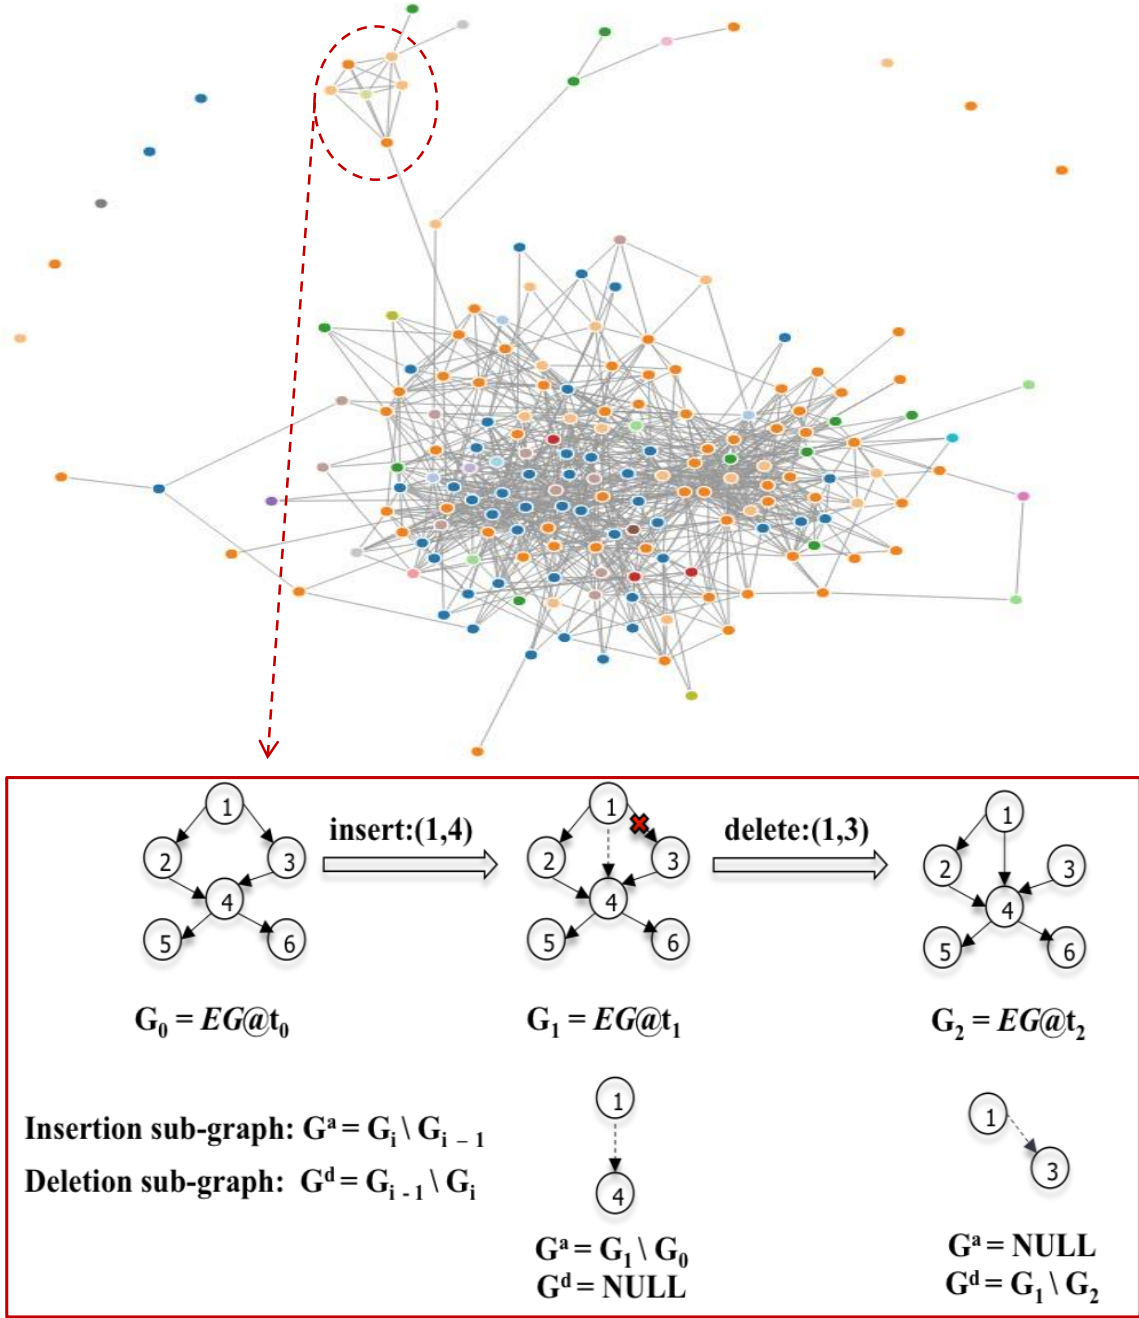 1 1 1
insert:(1,4) delete:(1,3)
2 3 2 3 2 3
4 4 4
5 6 5 6 5 6
G0 = EG@t0 G1 = EG@t1 G2 = EG@t2
1 1
Insertion sub-graph: Ga = Gi \ Gi – 1
Deletion sub-graph: Gd = Gi - 1 \ Gi
3
4
Ga = G1 \ G0 Ga = NULL
Gd = NULL Gd = G1 \ G2